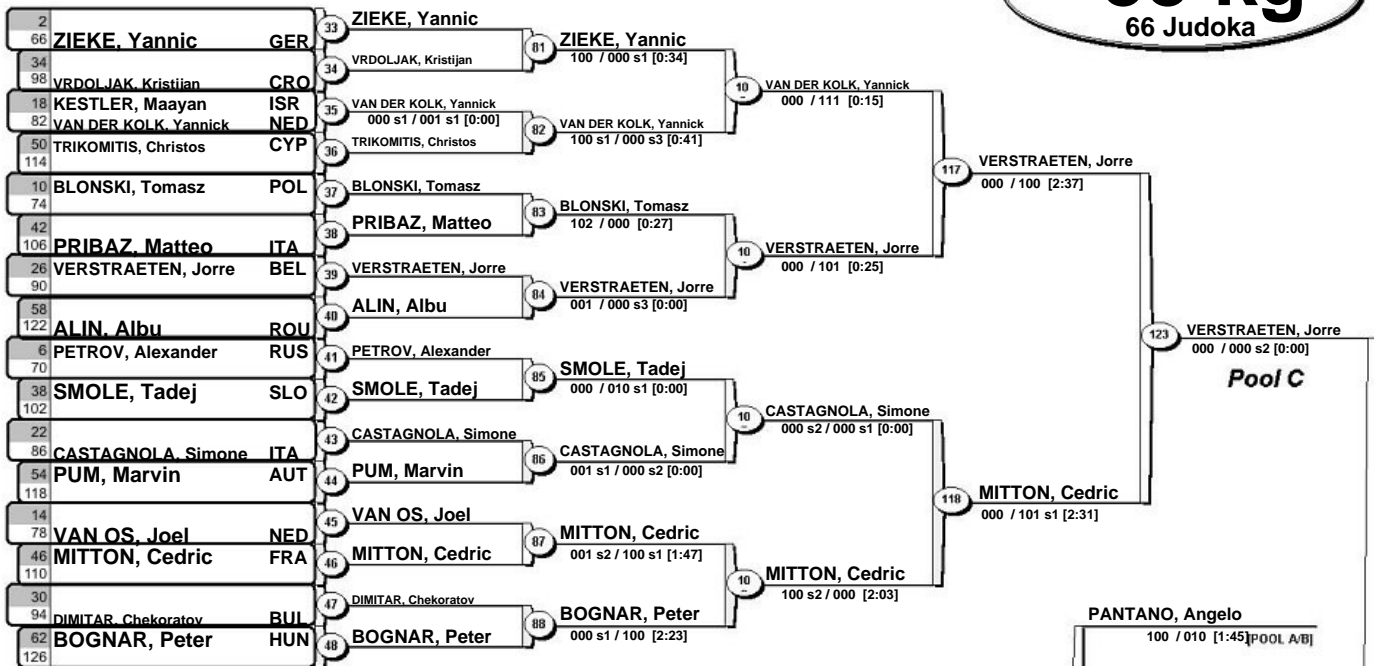 kg
66 Judoka
2
66 ZIEKE, Yannic GER
34
98 VRDOLJAK, Kristijan CRO
18 KESTLER, Maayan ISR
82 VAN DER KOLK, Yannick NED
50 TRIKOMITIS, Christos CYP
114
10 BLONSKI, Tomasz POL
74
42
106 PRIBAZ, Matteo ITA
26 VERSTRAETEN, Jorre BEL
90
58
122 ALIN, Albu ROU
6 PETROV, Alexander RUS
70
38 SMOLE, Tadej SLO
102
22
86 CASTAGNOLA, Simone ITA
54 PUM, Marvin AUT
118
14
78 VAN OS, Joel NED
46 MITTON, Cedric FRA
110
30
94 DIMITAR, Chekoratov BUL
62 BOGNAR, Peter HUN
126
33 ZIEKE, Yannic
34 VRDOLJAK, Kristijan
35 VAN DER KOLK, Yannick
000 s1 / 001 s1 [0:00]
36 TRIKOMITIS, Christos
37 BLONSKI, Tomasz
38 PRIBAZ, Matteo
39 VERSTRAETEN, Jorre
40 ALIN, Albu
41 PETROV, Alexander
42 SMOLE, Tadej
43 CASTAGNOLA, Simone
44 PUM, Marvin
45 VAN OS, Joel
46 MITTON, Cedric
47 DIMITAR, Chekoratov
48 BOGNAR, Peter
81 ZIEKE, Yannic
100 / 000 s1 [0:34]
82 VAN DER KOLK, Yannick
100 s1 / 000 s3 [0:41]
83 BLONSKI, Tomasz
102 / 000 [0:27]
84 VERSTRAETEN, Jorre
001 / 000 s3 [0:00]
85 SMOLE, Tadej
000 / 010 s1 [0:00]
86 CASTAGNOLA, Simone
001 s1 / 000 s2 [0:00]
87 MITTON, Cedric
001 s2 / 100 s1 [1:47]
88 BOGNAR, Peter
000 s1 / 100 [2:23]
10 VAN DER KOLK, Yannick
000 / 111 [0:15]
10 VERSTRAETEN, Jorre
000 / 101 [0:25]
10 CASTAGNOLA, Simone
000 s2 / 000 s1 [0:00]
10 MITTON, Cedric
100 s2 / 000 [2:03]
117 VERSTRAETEN, Jorre
000 / 100 [2:37]
118 MITTON, Cedric
000 / 101 s1 [2:31]
123 VERSTRAETEN, Jorre
000 / 000 s2 [0:00]
Pool C
PANTANO, Angelo
100 / 010 [1:45] [POOL A/B]